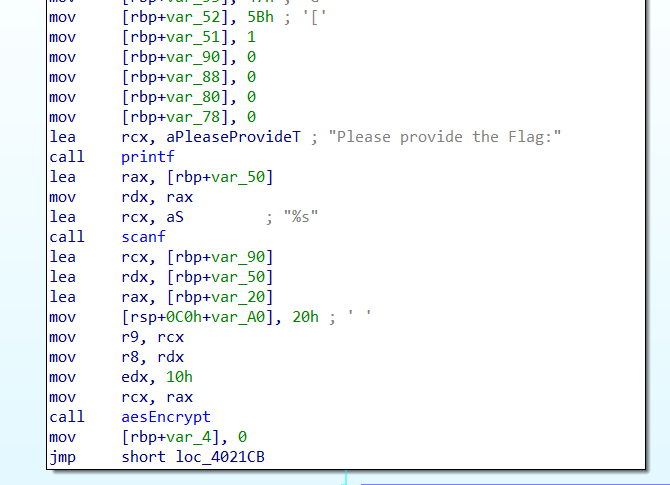 mov [rbp+var_52], 5Bh ; '['
mov [rbp+var_51], 1
mov [rbp+var_90], 0
mov [rbp+var_88], 0
mov [rbp+var_80], 0
mov [rbp+var_78], 0
lea rcx, aPleaseProvideT ; "Please provide the Flag:"
call printf
lea rax, [rbp+var_50]
mov rdx, rax
lea rcx, aS ; "%s"
call scanf
lea rcx, [rbp+var_90]
lea rdx, [rbp+var_50]
lea rax, [rbp+var_20]
mov [rsp+0C0h+var_A0], 20h ; ' '
mov r9, rcx
mov r8, rdx
mov edx, 10h
mov rcx, rax
call aesEncrypt
mov [rbp+var_4], 0
jmp short loc_4021CB